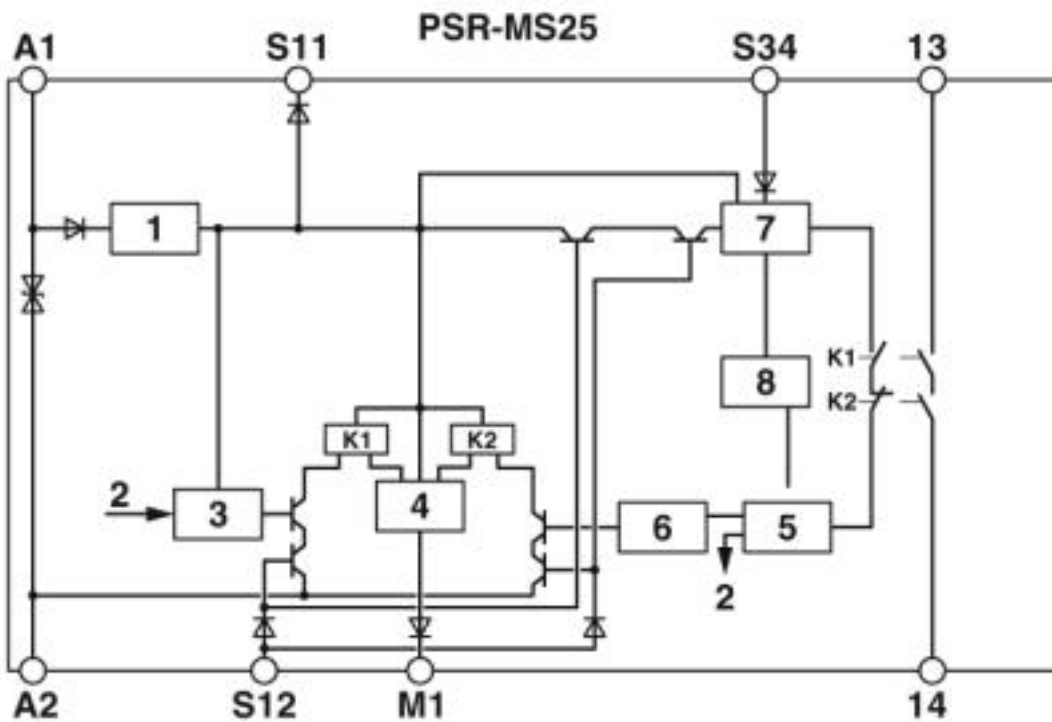 PSR-MS25
A1 S11 S34 13
1 7
K1
8
K2
K1 K2
2 3 4 6 5
2
A2 S12 M1 14